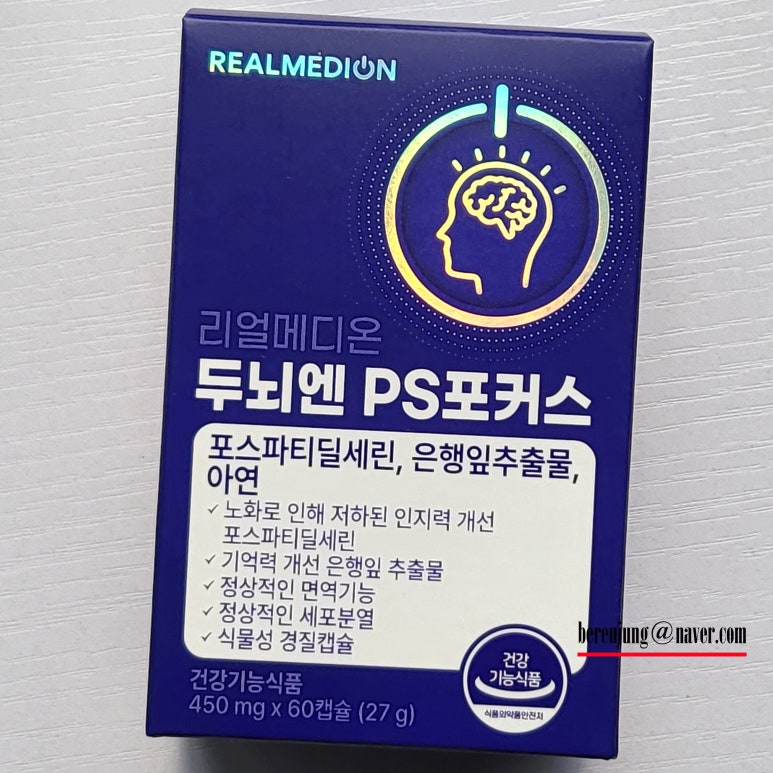 REALMEDION
리얼메디온
두뇌엔 PS포커스
포스파티딜세린, 은행잎추출물,
아연
✓ 노화로 인해 저하된 인지력 개선
포스파티딜세린
✓ 기억력 개선 은행잎 추출물
✓ 정상적인 면역기능
✓ 정상적인 세포분열
✓ 식물성 경질캡슐
건강기능식품
450 mg x 60캡슐 (27 g)
건강
기능식품
식품의약품안전처
bereujung@naver.com